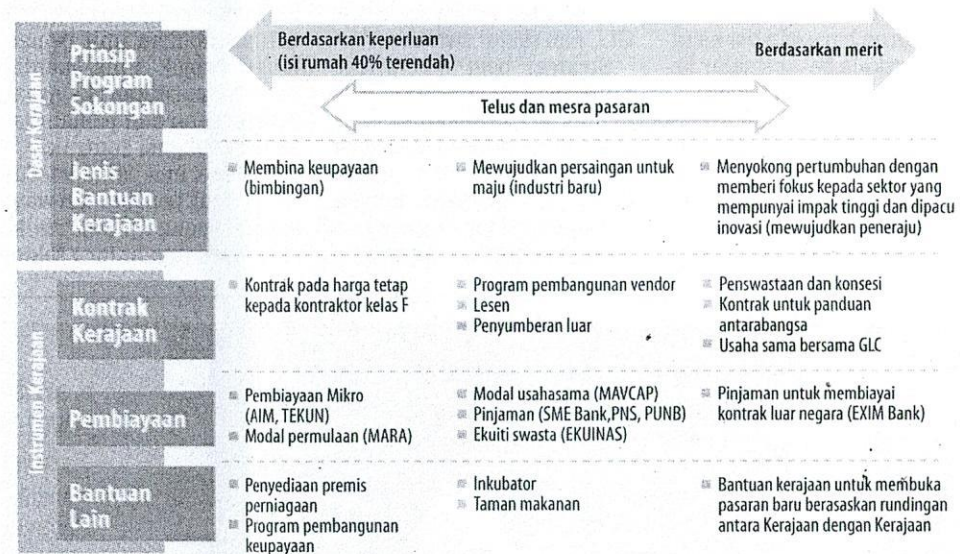 Dasar Kerajaan
Prinsip
Program
Sokongan
Berdasarkan keperluan
(isi rumah 40% terendah)
Berdasarkan merit
Telus dan mesra pasaran
Jenis
Bantuan
Kerajaan
Membina keupayaan
(bimbingan)
Mewujudkan persaingan untuk
maju (industri baru)
Menyokong pertumbuhan dengan
memberi fokus kepada sektor yang
mempunyai impak tinggi dan dipacu
inovasi (mewujudkan peneraju)
Instrumen Kerajaan
Kontrak
Kerajaan
Kontrak pada harga tetap
kepada kontraktor kelas F
Program pembangunan vendor
Lesen
Penyumberan luar
Penswastaan dan konsesi
Kontrak untuk panduan
antarabangsa
Usaha sama bersama GLC
Pembiayaan
Pembiayaan Mikro
(AIM, TEKUN)
Modal permulaan (MARA)
Modal usahasama (MAVCAP)
Pinjaman (SME Bank,PNS, PUNB)
Ekuiti swasta (EKUINAS)
Pinjaman untuk membiayai
kontrak luar negara (EXIM Bank)
Bantuan
Lain
Penyediaan premis
perniagaan
Program pembangunan
keupayaan
Inkubator
Taman makanan
Bantuan kerajaan untuk membuka
pasaran baru berasaskan rundingan
antara Kerajaan dengan Kerajaan